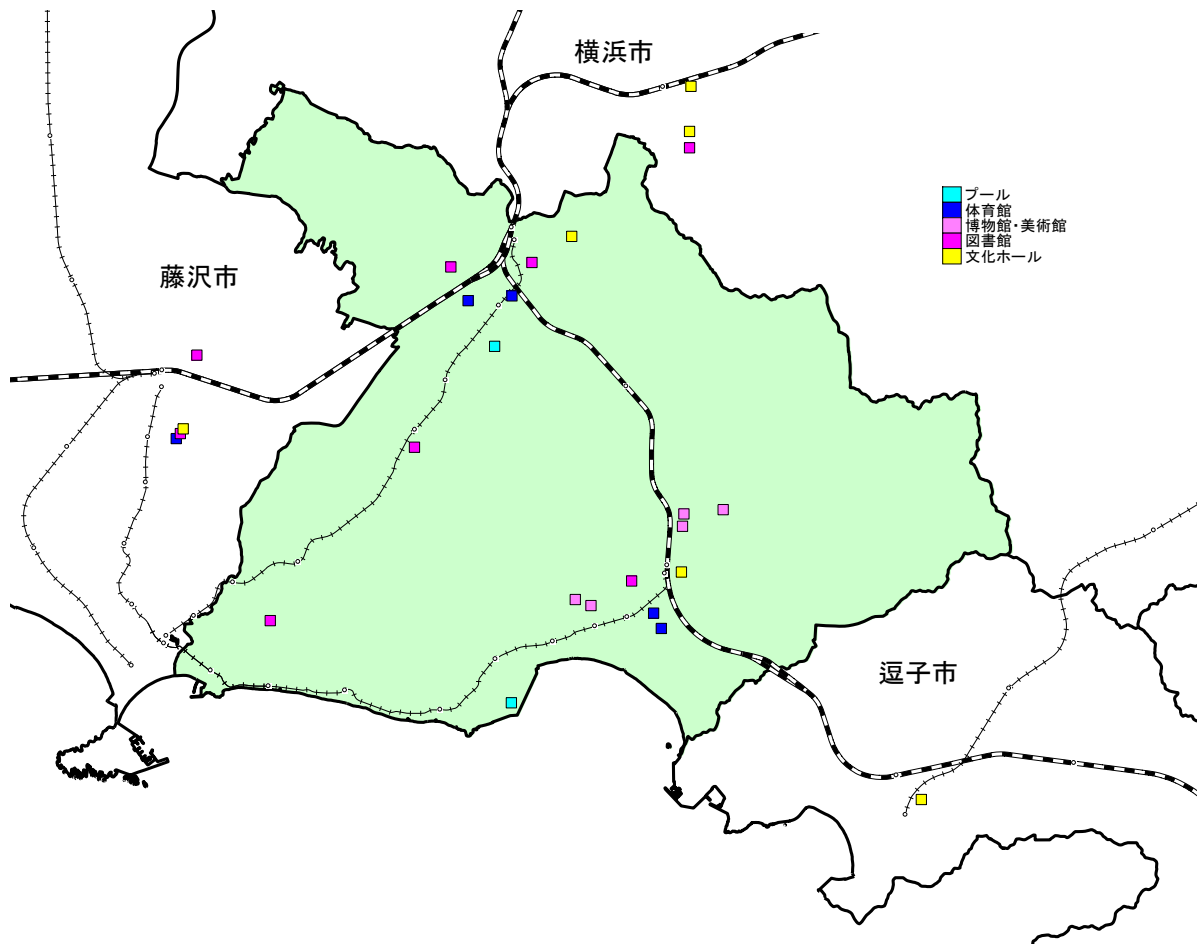 横浜市
プール
体育館
博物館・美術館
図書館
文化ホール
藤沢市
逗子市